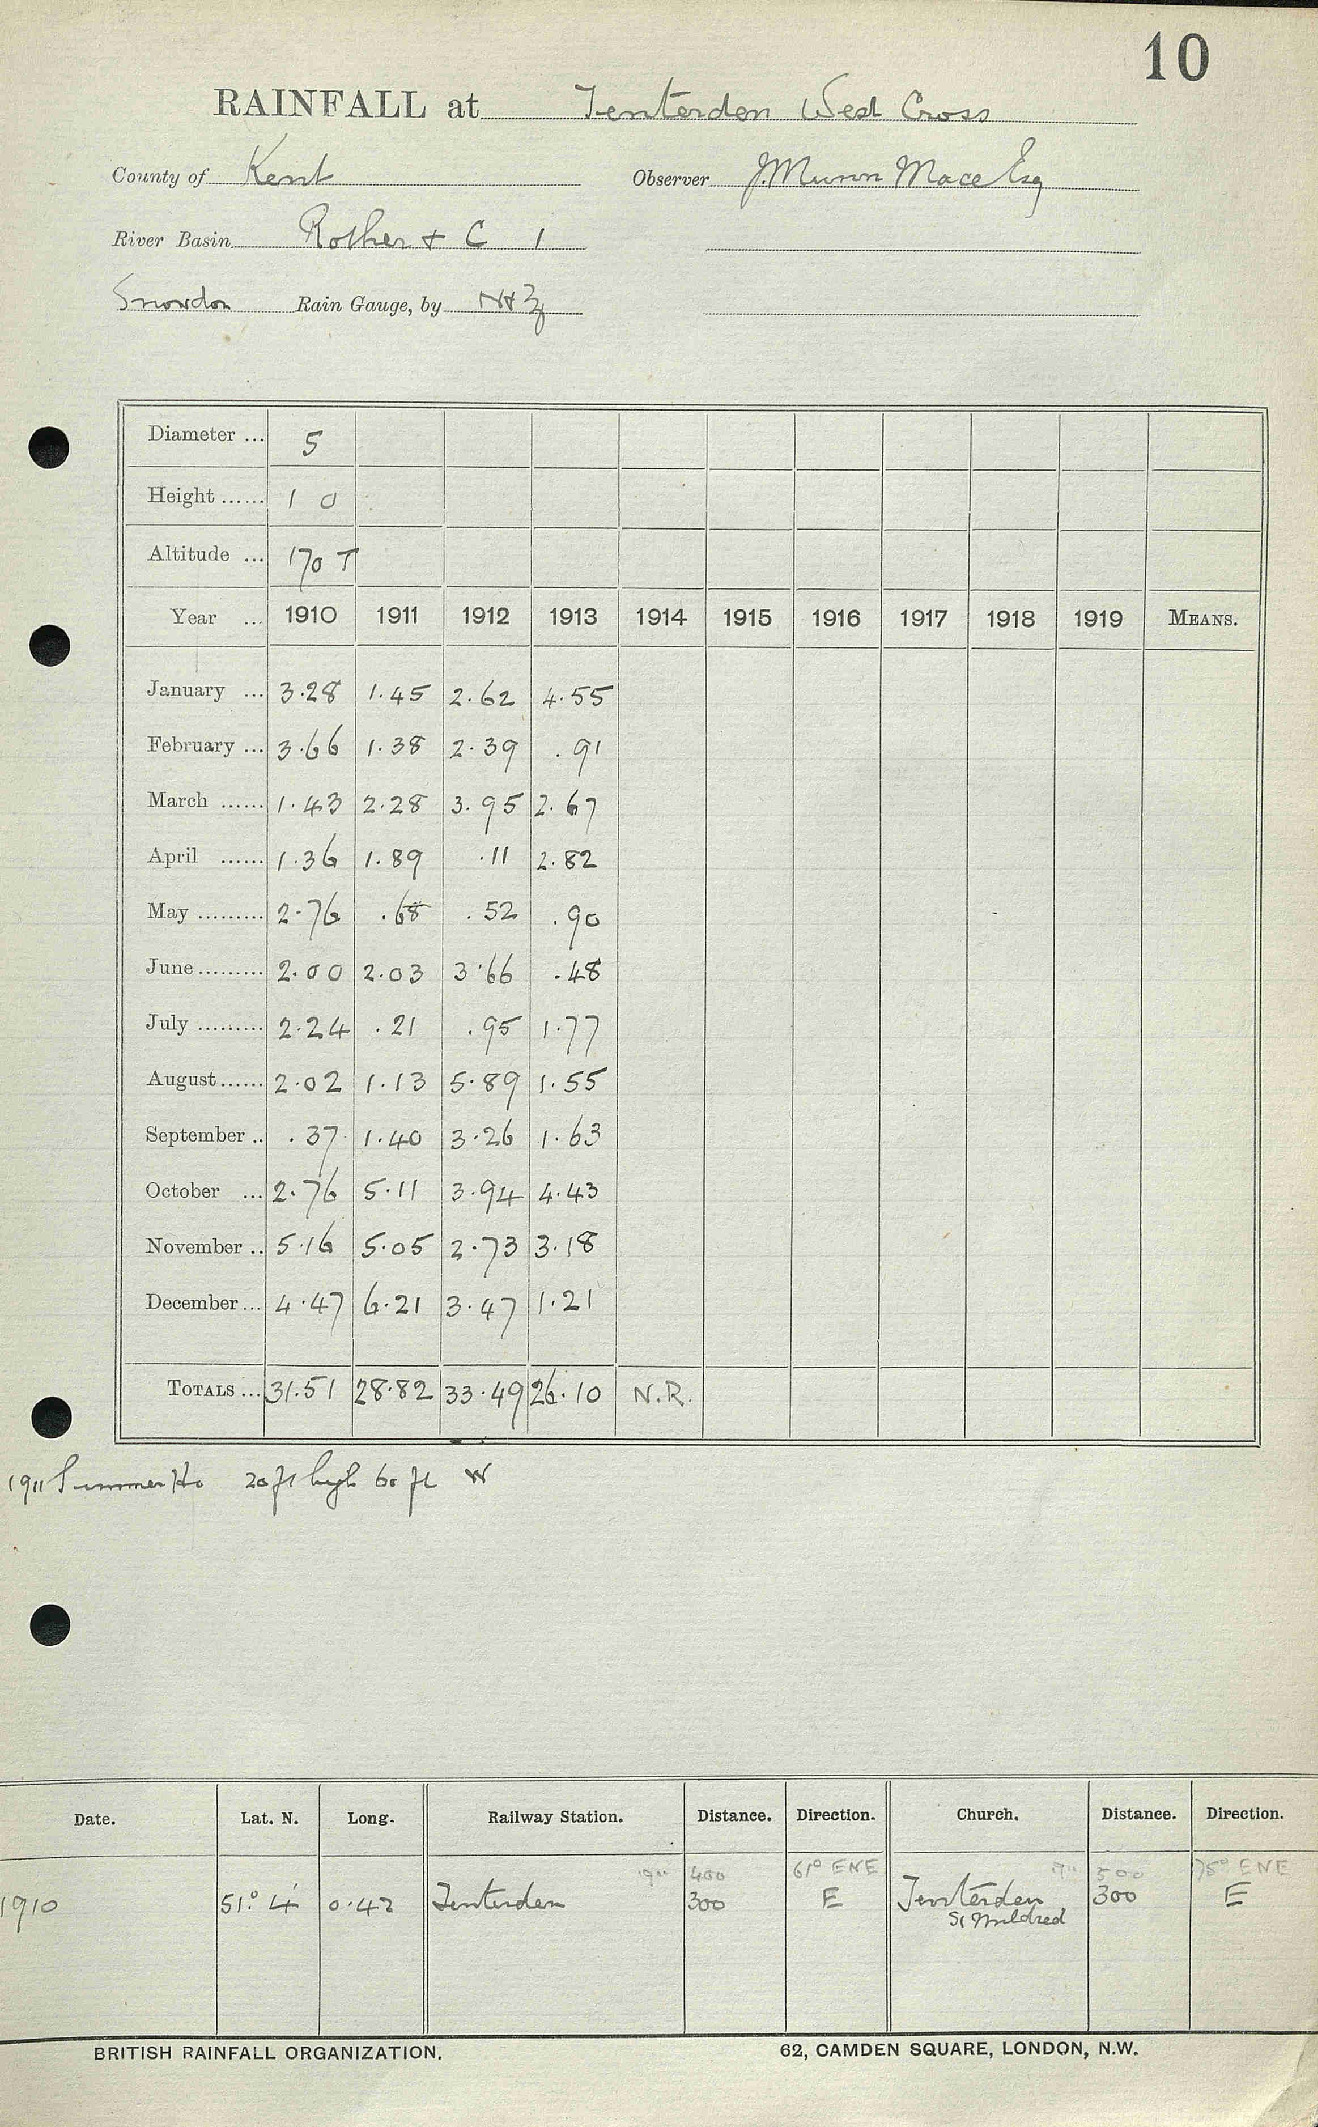 10
RAINFALL at Tenterden West Cross
County of Kent Observer J. Munn Mace Esq
River Basin Rother + C 1
Snowdon Rain Gauge, by N+Z
Diameter ... 5
Height ...... 1 0
Altitude ... 170 T
Year ... 1910 1911 1912 1913 1914 1915 1916 1917 1918 1919 MEANS.
January ... 3.28 1.45 2.62 4.55
February ... 3.66 1.38 2.39 .91
March ...... 1.43 2.28 3.95 2.67
April ...... 1.36 1.89 .11 2.82
May ......... 2.76 .68 .52 .90
June ......... 2.00 2.03 3.66 .48
July ......... 2.24 .21 .95 1.77
August ...... 2.02 1.13 5.89 1.55
September .. .37 1.40 3.26 1.63
October ... 2.76 5.11 3.94 4.43
November .. 5.16 5.05 2.73 3.18
December ... 4.47 6.21 3.47 1.21
TOTALS ... 31.51 28.82 33.49 26.10 N.R.
1911 Summer Ho 20 ft high 60 ft W
Date. Lat. N. Long. Railway Station. Distance. Direction. Church. Distance. Direction.
400 61° ENE 500 75° ENE
1910 51° 4' 0.42 Tenterden 300 E Tenterden 300 E
St Mildred
BRITISH RAINFALL ORGANIZATION. 62, CAMDEN SQUARE, LONDON, N.W.